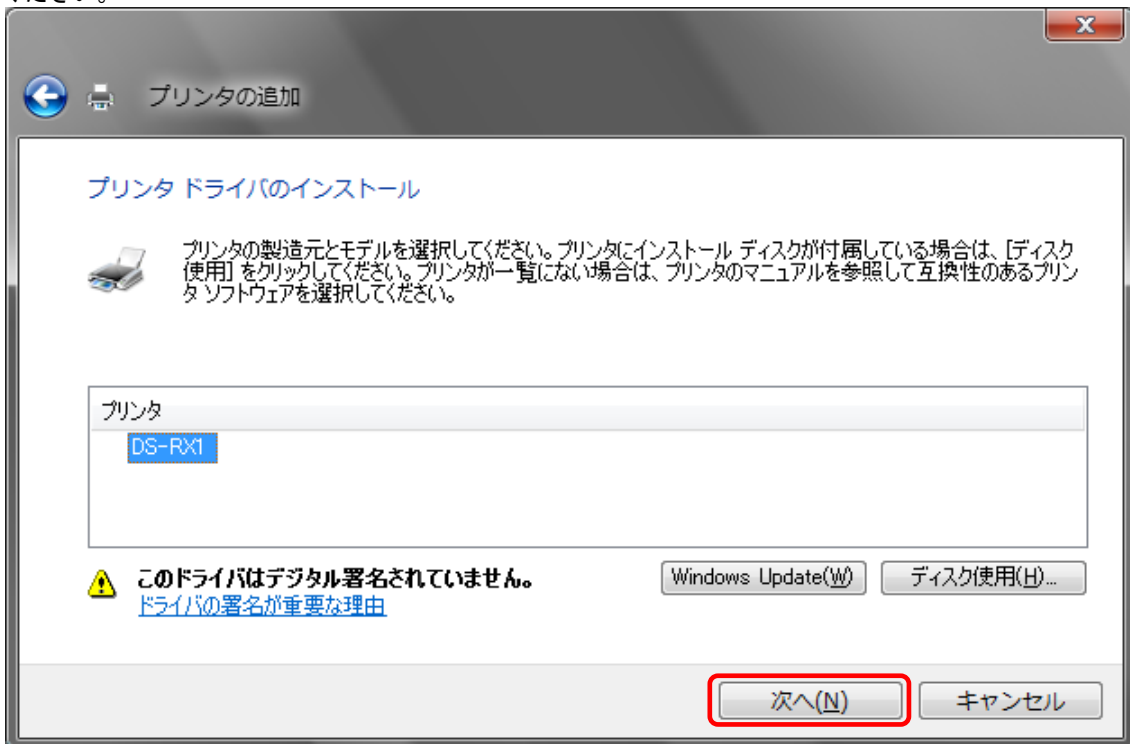 ください。
プリンタの追加
プリンタ ドライバのインストール
プリンタの製造元とモデルを選択してください。プリンタにインストール ディスクが付属している場合は、[ディスク
使用] をクリックしてください。プリンタが一覧にない場合は、プリンタのマニュアルを参照して互換性のあるプリン
タ ソフトウェアを選択してください。
プリンタ
DS-RX1
このドライバはデジタル署名されていません。
Windows Update(W)
ディスク使用(H)...
ドライバの署名が重要な理由
次へ(N)
キャンセル